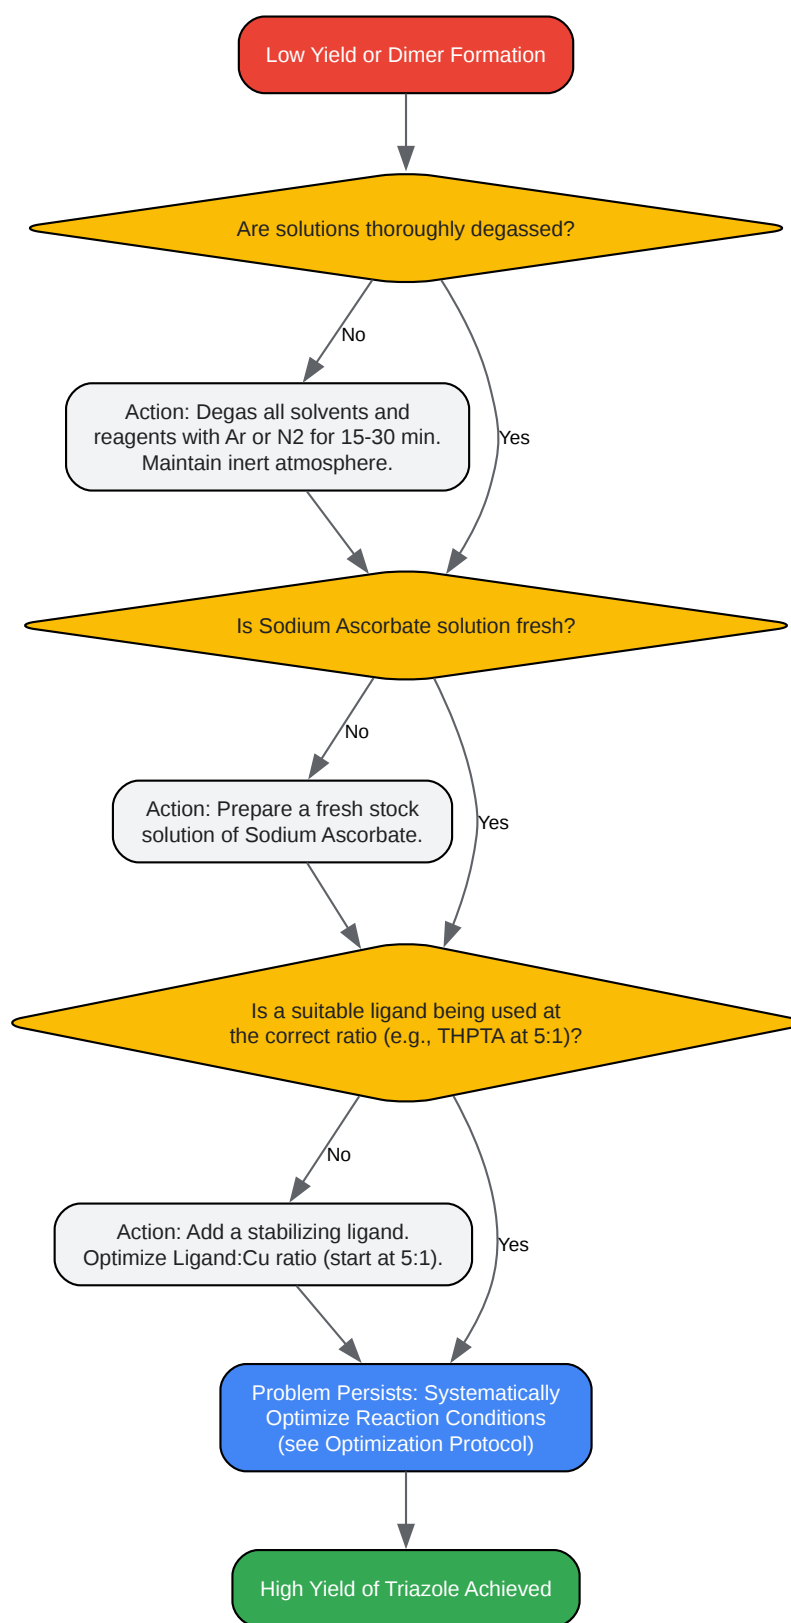 Low Yield or Dimer Formation
Are solutions thoroughly degassed?
No
Yes
Action: Degas all solvents and
reagents with Ar or N2 for 15-30 min.
Maintain inert atmosphere.
Is Sodium Ascorbate solution fresh?
No
Yes
Action: Prepare a fresh stock
solution of Sodium Ascorbate.
Is a suitable ligand being used at
the correct ratio (e.g., THPTA at 5:1)?
No
Yes
Action: Add a stabilizing ligand.
Optimize Ligand:Cu ratio (start at 5:1).
Problem Persists: Systematically
Optimize Reaction Conditions
(see Optimization Protocol)
High Yield of Triazole Achieved